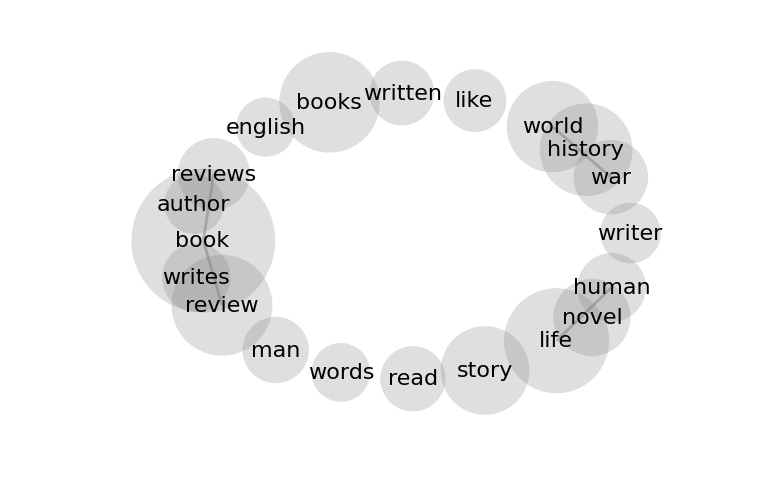 written
like
books
english
world
history
reviews
war
author
writer
book
writes
human
review
novel
life
man
story
words
read